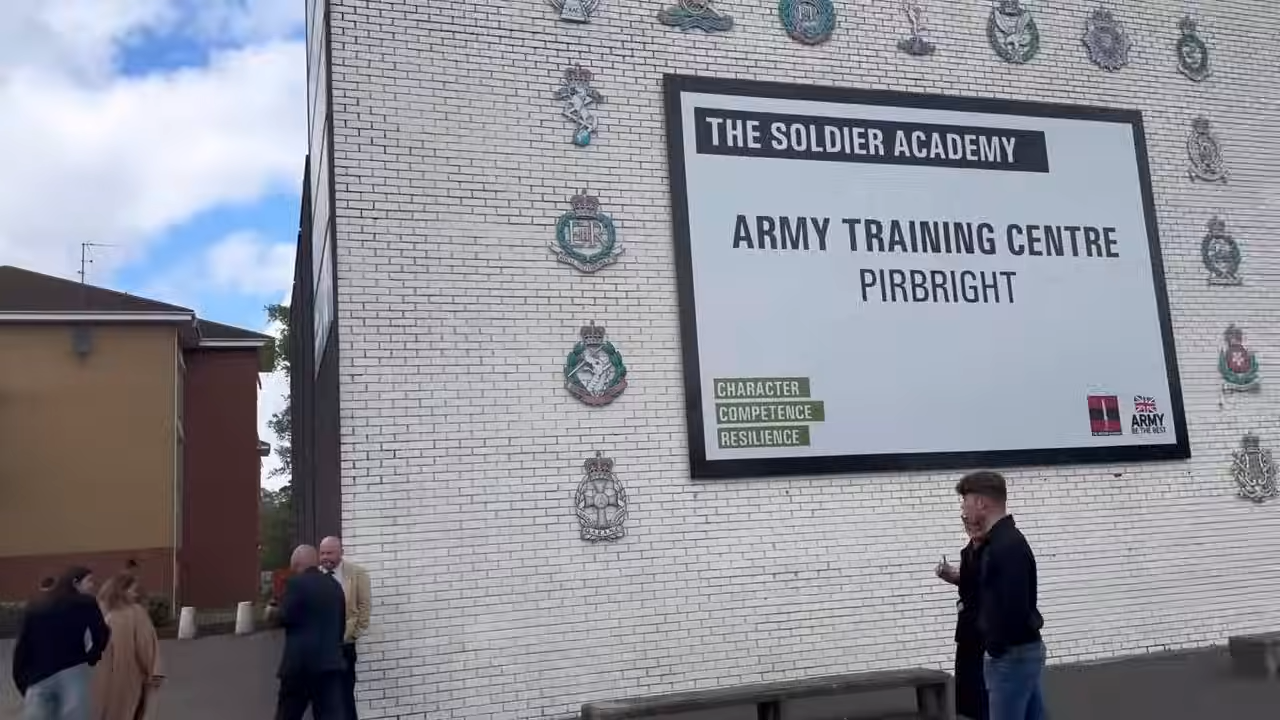 THE SOLDIER ACADEMY
ARMY TRAINING CENTRE
PIRBRIGHT
CHARACTER
COMPETENCE
RESILIENCE
ARMY
BE THE BEST